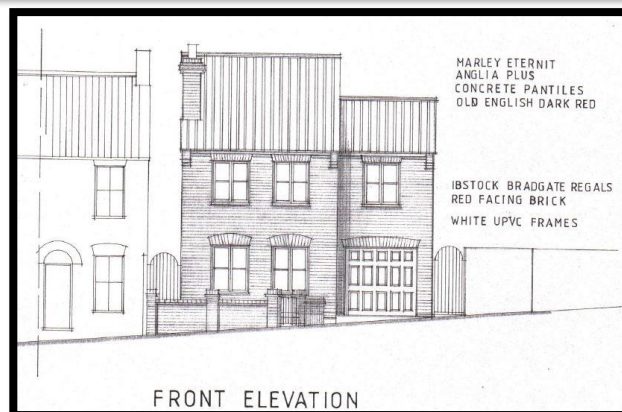 MARLEY ETERNIT
ANGLIA PLUS
CONCRETE PANTILES
OLD ENGLISH DARK RED
IBSTOCK BRADGATE REGALS
RED FACING BRICK
WHITE UPVC FRAMES
FRONT ELEVATION